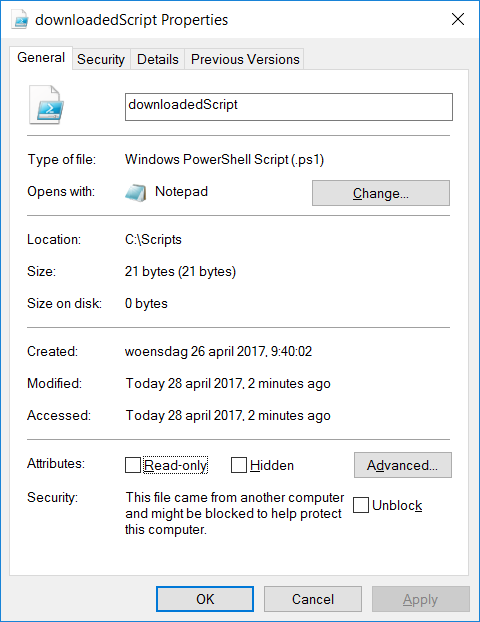 downloadedScript Properties
General Security Details Previous Versions
downloadedScript
Type of file: Windows PowerShell Script (.ps1)
Opens with: Notepad Change...
Location: C:\Scripts
Size: 21 bytes (21 bytes)
Size on disk: 0 bytes
Created: woensdag 26 april 2017, 9:40:02
Modified: Today 28 april 2017, 2 minutes ago
Accessed: Today 28 april 2017, 2 minutes ago
Attributes: Read-only Hidden Advanced...
Security: This file came from another computer
and might be blocked to help protect
this computer.
Unblock
OK Cancel Apply